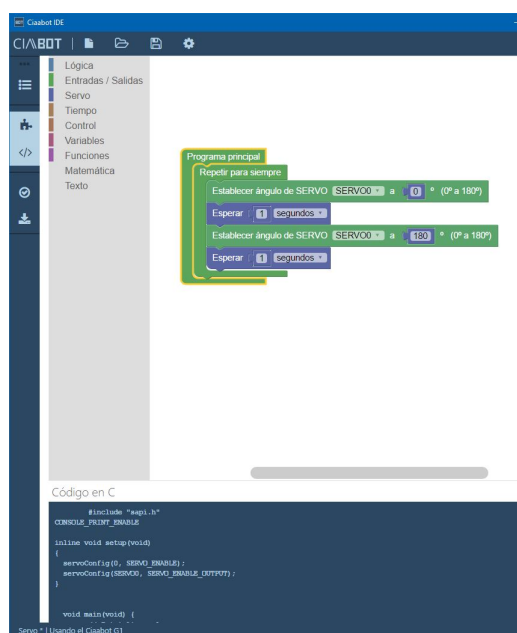 Ciaabot IDE
CIABOT
Lógica
Entradas / Salidas
Servo
Tiempo
Control
Variables
Funciones
Matemática
Texto
Programa principal
Repetir para siempre
Establecer ángulo de SERVO SERVO0 a 0 ° (0º a 180º)
Esperar 1 segundos
Establecer ángulo de SERVO SERVO0 a 180 ° (0º a 180º)
Esperar 1 segundos
Código en C
#include "sapi.h"
CONSOLE_PRINT_ENABLE
inline void setup(void)
{
servoConfig(0, SERVO_ENABLE);
servoConfig(SERVO0, SERVO_ENABLE_OUTPUT);
}
void main(void) {
Servo * | Usando el Ciaabot G1